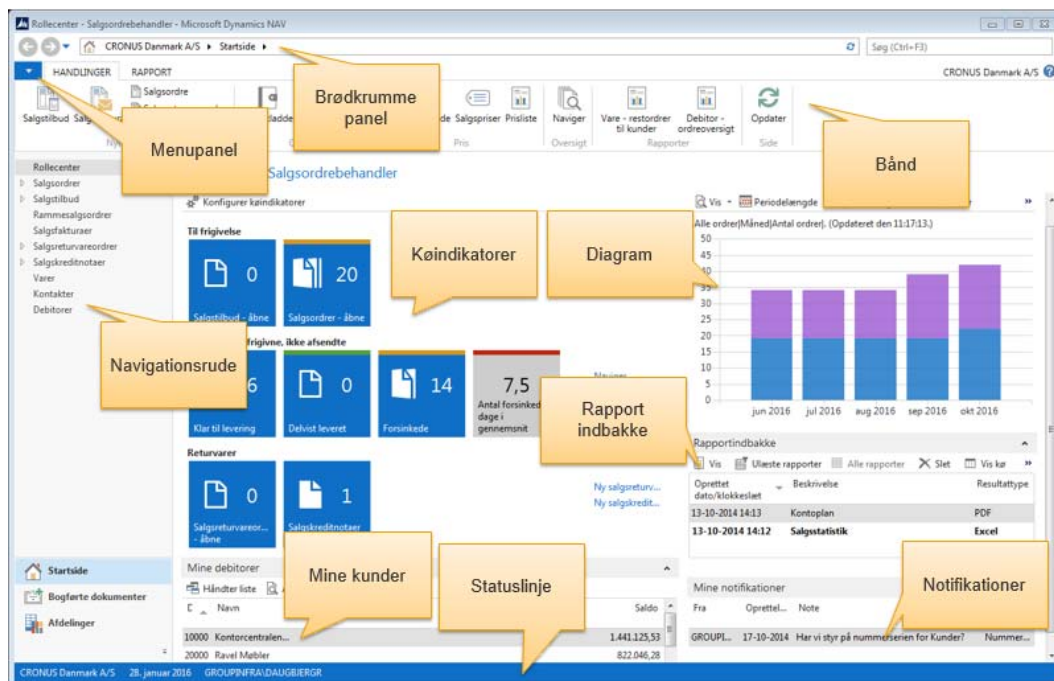 Rollecenter - Salgsordrebehandler - Microsoft Dynamics NAV
CRONUS Danmark A/S ▸ Startside ▸
Søg (Ctrl+F3)
HANDLINGER RAPPORT
CRONUS Danmark A/S
Salgsordre
Salgstilbud
Salgspriser Prisliste
Naviger
Vare - restordrer til kunder
Debitor - ordreoversigt
Opdater
Pris
Oversigt
Rapporter
Side
Brødkrumme panel
Menupanel
Bånd
Rollecenter
Salgsordrer
Salgstilbud
Rammesalgsordrer
Salgsfakturaer
Salgsreturvareordrer
Salgskreditnotaer
Varer
Kontakter
Debitorer
Navigationsrude
Startside
Bogførte dokumenter
Afdelinger
Salgsordrebehandler
Konfigurer køindikatorer
Til frigivelse
0
Salgstilbud - åbne
20
Salgsordrer - åbne
Køindikatorer
frigivne, ikke afsendte
6
Klar til levering
0
Delvist leveret
14
Forsinkede
7,5
Antal forsinked
dage i
gennemsnit
Returvarer
0
Salgsreturvareor...
- åbne
1
Salgskreditnotaer
Ny salgsreturv...
Ny salgskredit...
Mine debitorer
Håndter liste
Navn
Saldo
10000 Kontorcentralen... 1.441.125,53
20000 Ravel Møbler 822.046,28
Mine kunder
Statuslinje
Vis
Periodelængde
Alle ordrer|Måned|Antal ordrer|. (Opdateret den 11:17:13.)
50
45
40
35
30
25
20
15
10
5
0
jun 2016 jul 2016 aug 2016 sep 2016 okt 2016
Diagram
Rapport indbakke
Rapportindbakke
Vis Ulæste rapporter Alle rapporter Slet Vis kø
Oprettet dato/klokkeslæt Beskrivelse Resultattype
13-10-2014 14:13 Kontoplan PDF
13-10-2014 14:12 Salgsstatistik Excel
Mine notifikationer
Notifikationer
Fra Oprettel... Note
GROUPI... 17-10-2014 Har vi styr på nummerserien for Kunder? Nummer...
CRONUS Danmark A/S 28. januar 2016 GROUPINFRA\DAUGBJERGR